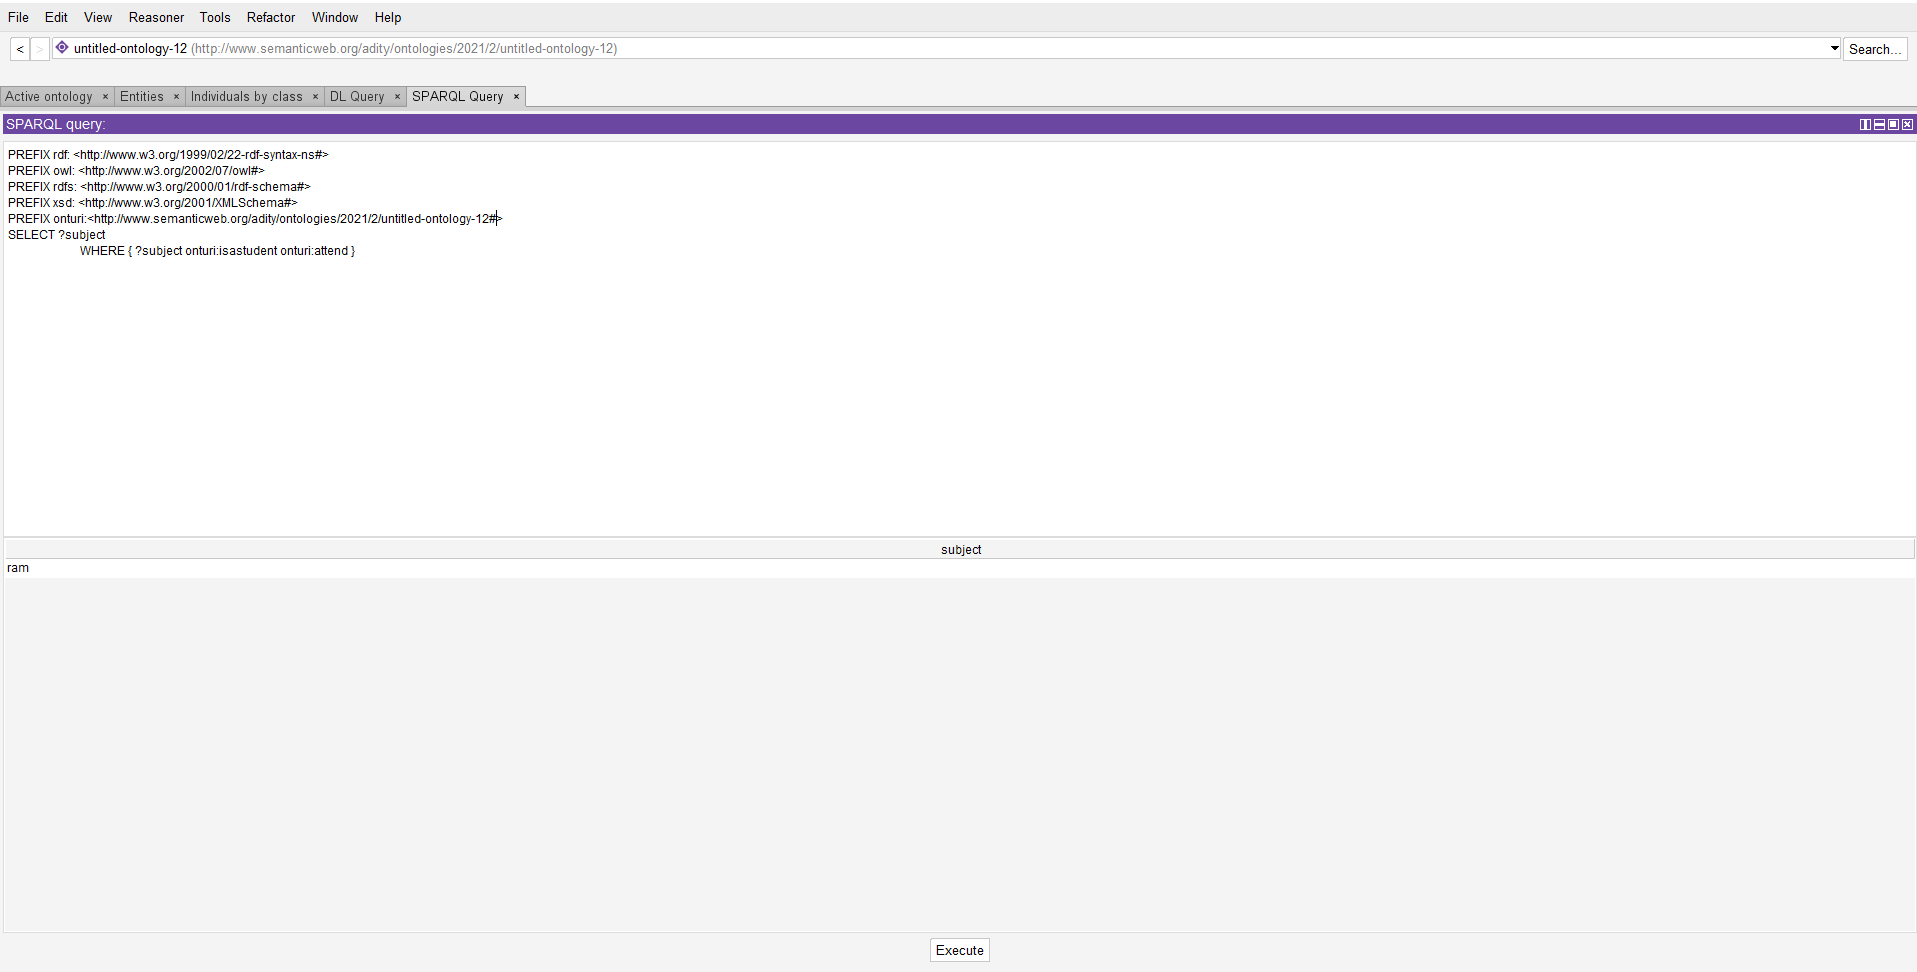 File Edit View Reasoner Tools Refactor Window Help
< > untitled-ontology-12 (http://www.semanticweb.org/adity/ontologies/2021/2/untitled-ontology-12) Search...
Active ontology × Entities × Individuals by class × DL Query × SPARQL Query ×
SPARQL query:
PREFIX rdf: <http://www.w3.org/1999/02/22-rdf-syntax-ns#>
PREFIX owl: <http://www.w3.org/2002/07/owl#>
PREFIX rdfs: <http://www.w3.org/2000/01/rdf-schema#>
PREFIX xsd: <http://www.w3.org/2001/XMLSchema#>
PREFIX onturi:<http://www.semanticweb.org/adity/ontologies/2021/2/untitled-ontology-12#>
SELECT ?subject
WHERE { ?subject onturi:isastudent onturi:attend }
subject
ram
Execute